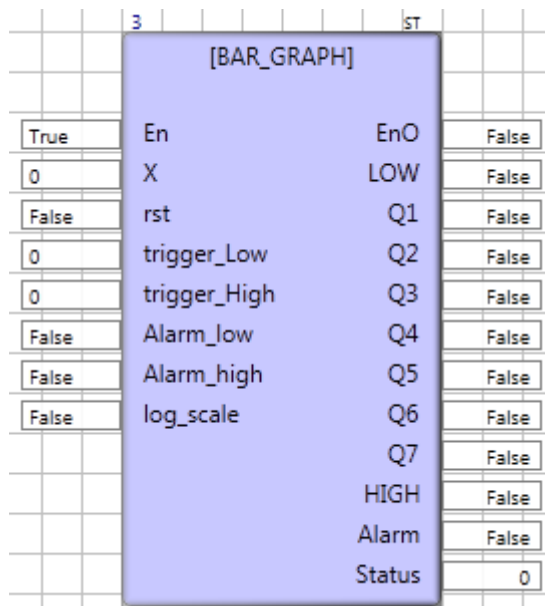 3 ST
[BAR_GRAPH]
True En EnO False
0 X LOW False
False rst Q1 False
0 trigger_Low Q2 False
0 trigger_High Q3 False
False Alarm_low Q4 False
False Alarm_high Q5 False
False log_scale Q6 False
Q7 False
HIGH False
Alarm False
Status 0